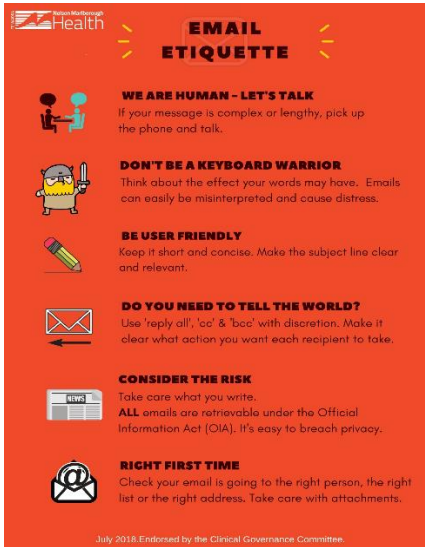 Nelson Marlborough
Health
EMAIL
ETIQUETTE
WE ARE HUMAN - LET'S TALK
If your message is complex or lengthy, pick up
the phone and talk.
DON'T BE A KEYBOARD WARRIOR
Think about the effect your words may have. Emails
can easily be misinterpreted and cause distress.
BE USER FRIENDLY
Keep it short and concise. Make the subject line clear
and relevant.
DO YOU NEED TO TELL THE WORLD?
Use 'reply all', 'cc' & 'bcc' with discretion. Make it
clear what action you want each recipient to take.
NEWS
CONSIDER THE RISK
Take care what you write.
ALL emails are retrievable under the Official
Information Act (OIA). It's easy to breach privacy.
@
RIGHT FIRST TIME
Check your email is going to the right person, the right
list or the right address. Take care with attachments.
July 2018.Endorsed by the Clinical Governance Committee.